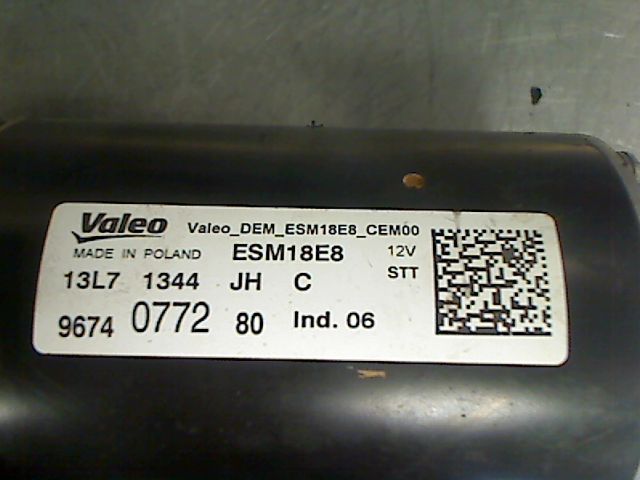 Valeo Valeo_DEM_ESM18E8_CEM00
MADE IN POLAND ESM18E8 12V
13L7 1344 JH C STT
9674 0772 80 Ind. 06